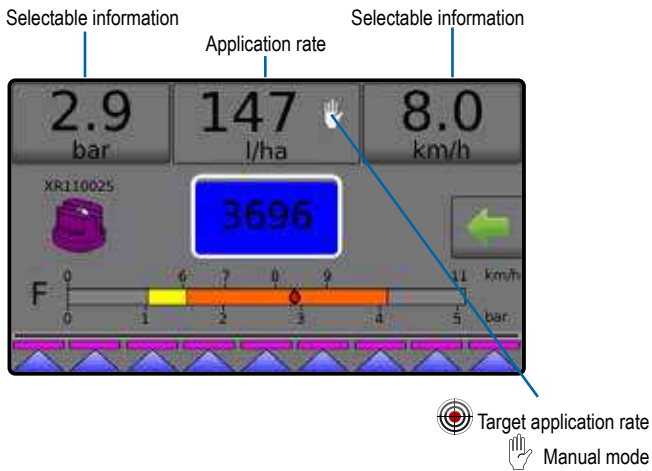 Selectable information
Application rate
Selectable information
2.9
bar
147
l/ha
8.0
km/h
XR110025
3696
0 6 7 8 9 11 km/h
F
0 1 2 3 4 5 bar
Target application rate
Manual mode